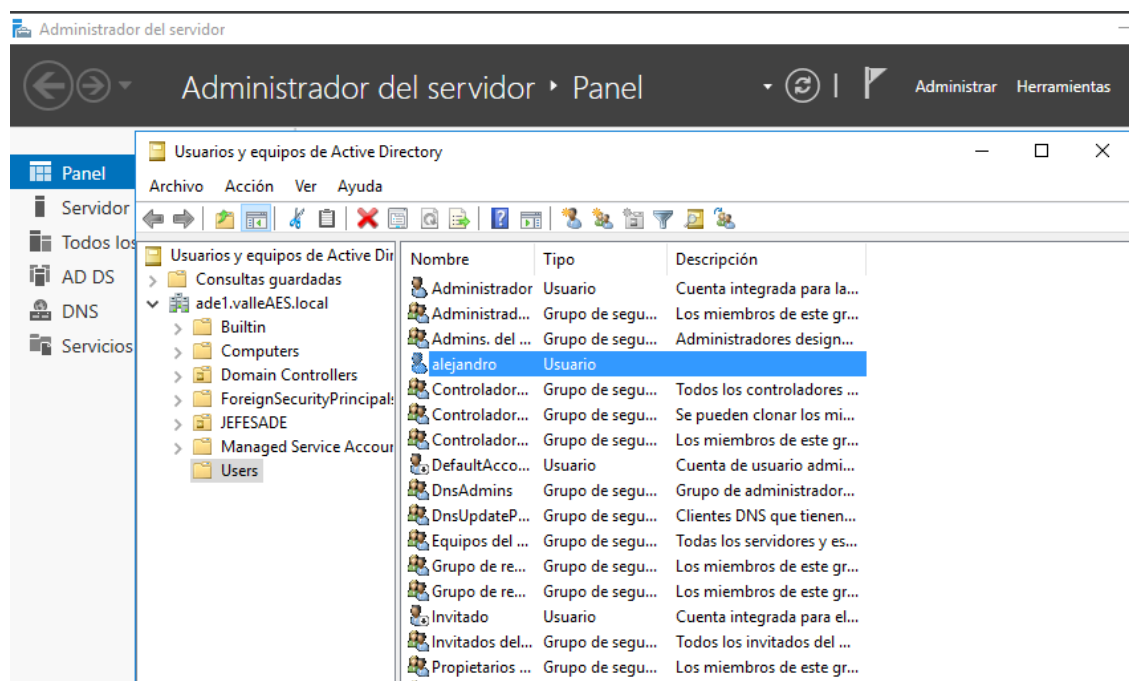 Administrador del servidor
Administrador del servidor ‣ Panel
Administrar Herramientas
Panel
Servidor
Todos los
AD DS
DNS
Servicios
Usuarios y equipos de Active Directory
Archivo Acción Ver Ayuda
Usuarios y equipos de Active Dir
Consultas guardadas
ade1.valleAES.local
Builtin
Computers
Domain Controllers
ForeignSecurityPrincipals
JEFESADE
Managed Service Accour
Users
Nombre Tipo Descripción
Administrador Usuario Cuenta integrada para la...
Administrad... Grupo de segu... Los miembros de este gr...
Admins. del ... Grupo de segu... Administradores design...
alejandro Usuario
Controlador... Grupo de segu... Todos los controladores ...
Controlador... Grupo de segu... Se pueden clonar los mi...
Controlador... Grupo de segu... Los miembros de este gr...
DefaultAcco... Usuario Cuenta de usuario admi...
DnsAdmins Grupo de segu... Grupo de administrador...
DnsUpdateP... Grupo de segu... Clientes DNS que tienen...
Equipos del ... Grupo de segu... Todas los servidores y es...
Grupo de re... Grupo de segu... Los miembros de este gr...
Grupo de re... Grupo de segu... Los miembros de este gr...
Invitado Usuario Cuenta integrada para el...
Invitados del... Grupo de segu... Todos los invitados del ...
Propietarios ... Grupo de segu... Los miembros de este gr...